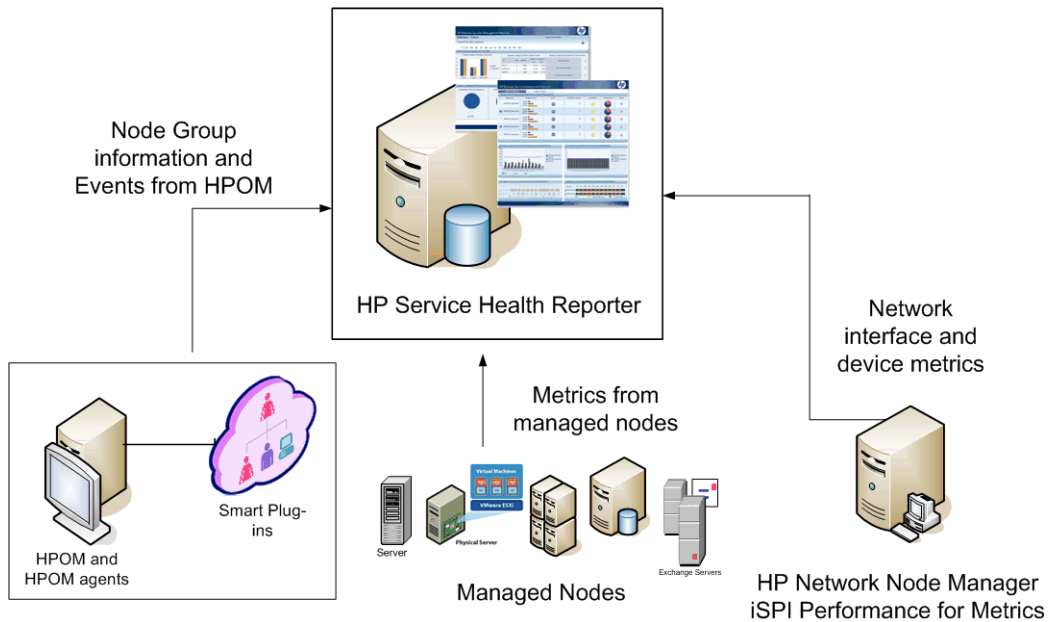 Node Group
information and
Events from HPOM
HP Service Health Reporter
Network
interface and
device metrics
Metrics from
managed nodes
HPOM and
HPOM agents
Smart Plug-
ins
Server
Virtual Machines
VMware ESXi
Physical Server
Exchange Servers
Managed Nodes
HP Network Node Manager
iSPI Performance for Metrics